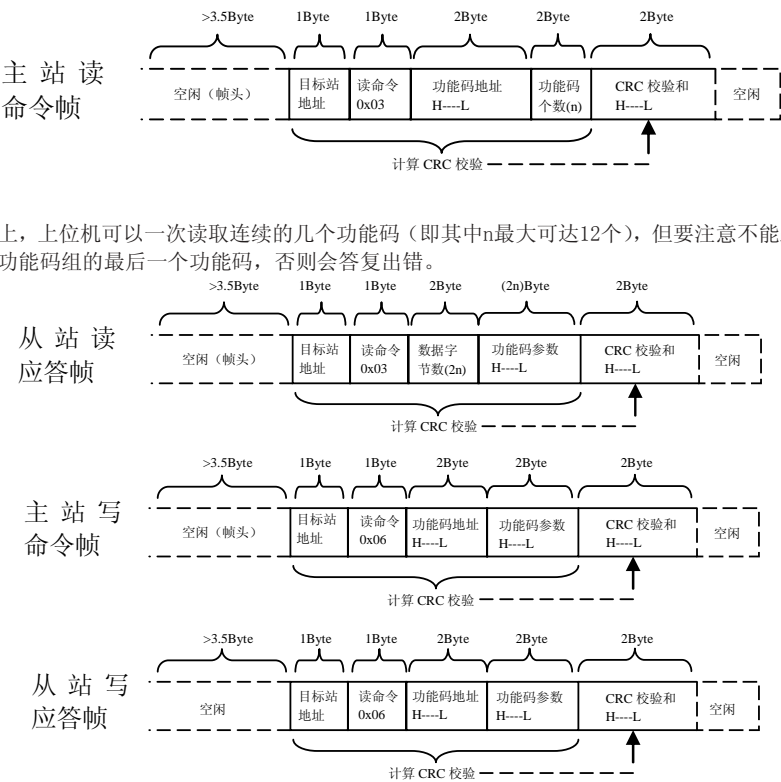 >3.5Byte 1Byte 1Byte 2Byte 2Byte 2Byte
主 站 读
命令帧
空闲（帧头）
目标站
地址
读命令
0x03
功能码地址
H----L
功能码
个数(n)
CRC 校验和
H----L
空闲
计算 CRC 校验
上，上位机可以一次读取连续的几个功能码（即其中n最大可达12个），但要注意不能
功能码组的最后一个功能码，否则会答复出错。
>3.5Byte 1Byte 1Byte 2Byte (2n)Byte 2Byte
从 站 读
应答帧
空闲（帧头）
目标站
地址
读命令
0x03
数据字
节数(2n)
功能码参数
H----L
CRC 校验和
H----L
空闲
计算 CRC 校验
>3.5Byte 1Byte 1Byte 2Byte 2Byte 2Byte
主 站 写
命令帧
空闲（帧头）
目标站
地址
读命令
0x06
功能码地址
H----L
功能码参数
H----L
CRC 校验和
H----L
空闲
计算 CRC 校验
>3.5Byte 1Byte 1Byte 2Byte 2Byte 2Byte
从 站 写
应答帧
空闲
目标站
地址
读命令
0x06
功能码地址
H----L
功能码参数
H----L
CRC 校验和
H----L
空闲
计算 CRC 校验